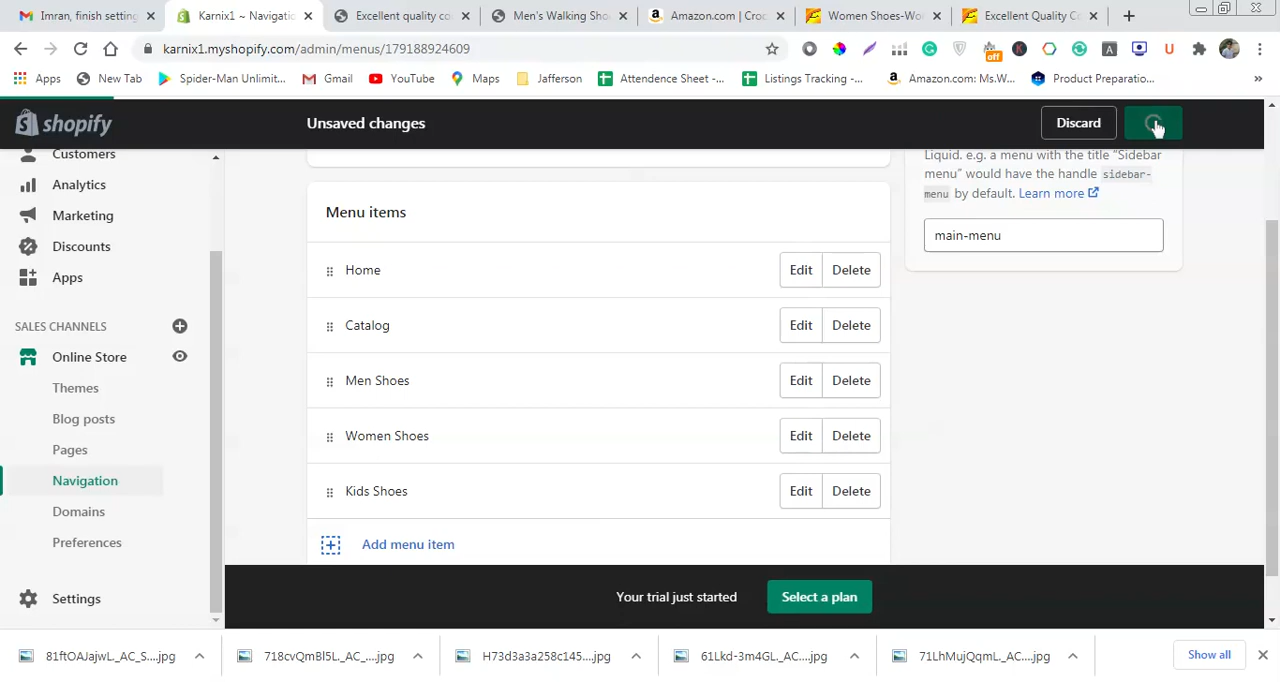 Imran, finish setting
Karnix1 ~ Navigatio
Excellent quality co
Men's Walking Sho
Amazon.com | Croc
Women Shoes-Wo
Excellent Quality Co
karnix1.myshopify.com/admin/menus/179188924609
Apps
New Tab
Spider-Man Unlimit...
Gmail
YouTube
Maps
Jafferson
Attendence Sheet -...
Listings Tracking -...
Amazon.com: Ms.W...
Product Preparatio...
shopify
Unsaved changes
Discard
Customers
Analytics
Marketing
Discounts
Apps
SALES CHANNELS
Online Store
Themes
Blog posts
Pages
Navigation
Domains
Preferences
Settings
Menu items
Home
Edit
Delete
Catalog
Edit
Delete
Men Shoes
Edit
Delete
Women Shoes
Edit
Delete
Kids Shoes
Edit
Delete
Add menu item
Liquid. e.g. a menu with the title “Sidebar
menu” would have the handle sidebar-
menu by default. Learn more
main-menu
Your trial just started
Select a plan
81ftOAJajwL._AC_S....jpg
718cvQmBl5L._AC_....jpg
H73d3a3a258c145....jpg
61Lkd-3m4GL._AC_....jpg
71LhMujQqmL._AC_....jpg
Show all